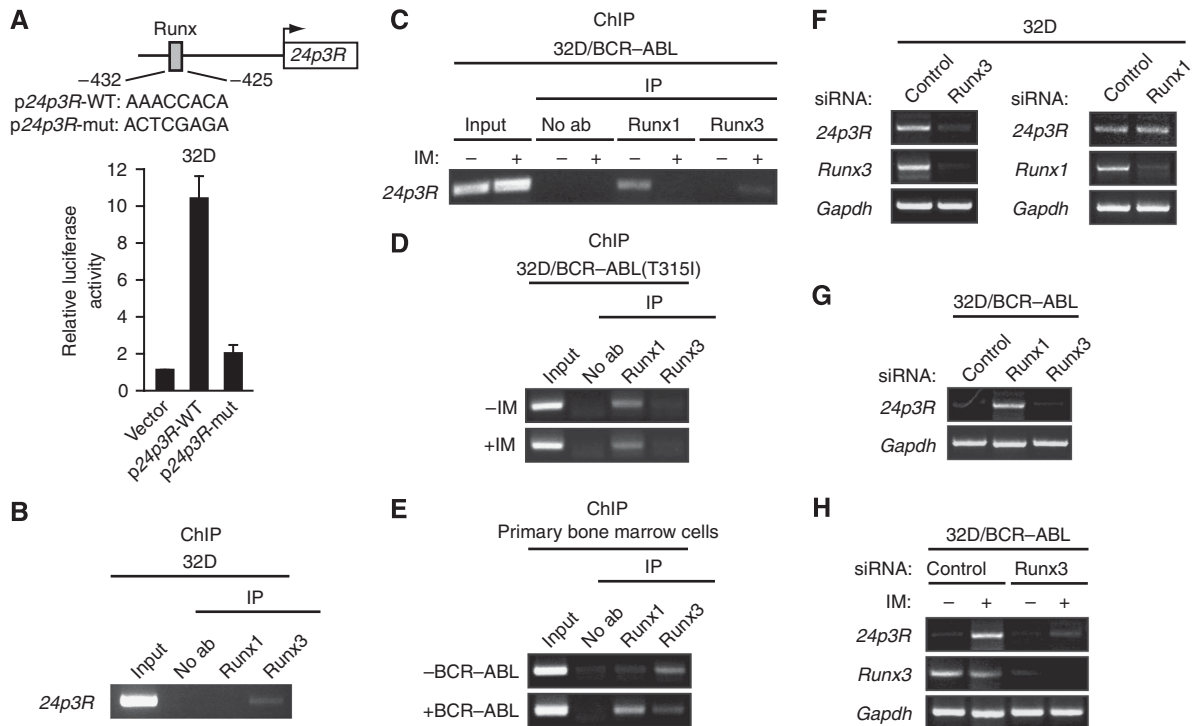 A
Runx
24p3R
–432
–425
p24p3R-WT: AAACCACA
p24p3R-mut: ACTCGAGA
32D
12
10
8
6
4
2
0
Relative luciferase
activity
Vector
p24p3R-WT
p24p3R-mut
B
ChIP
32D
IP
Input
No ab
Runx1
Runx3
24p3R
C
ChIP
32D/BCR–ABL
IP
Input No ab Runx1 Runx3
IM: – + – + – + – +
24p3R
D
ChIP
32D/BCR–ABL(T315I)
IP
Input
No ab
Runx1
Runx3
–IM
+IM
E
ChIP
Primary bone marrow cells
IP
Input
No ab
Runx1
Runx3
–BCR–ABL
+BCR–ABL
F
32D
siRNA: Control Runx3
24p3R
Runx3
Gapdh
siRNA: Control Runx1
24p3R
Runx1
Gapdh
G
32D/BCR–ABL
siRNA: Control Runx1 Runx3
24p3R
Gapdh
H
32D/BCR–ABL
siRNA: Control Runx3
IM: – + – +
24p3R
Runx3
Gapdh